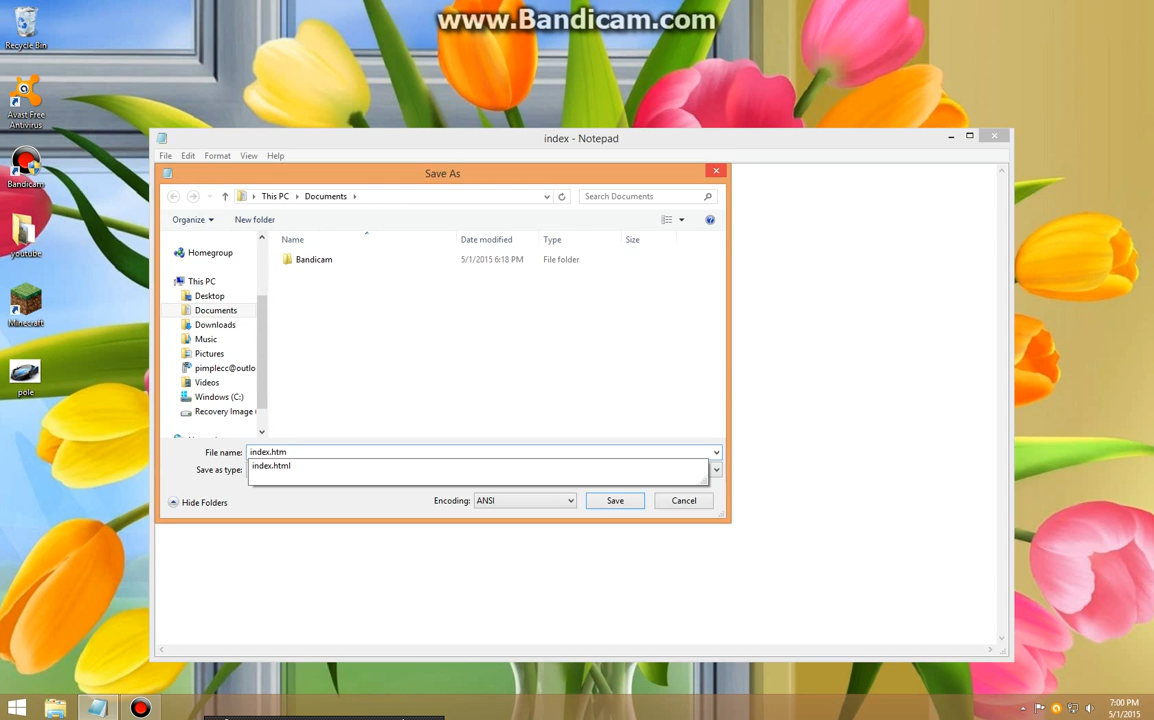 www.Bandicam.com
Recycle Bin
Avast Free
Antivirus
Bandicam
youtube
Minecraft
pole
index - Notepad
File Edit Format View Help
Save As
This PC Documents
Search Documents
Organize New folder
Name Date modified Type Size
Bandicam 5/1/2015 6:18 PM File folder
Homegroup
This PC
Desktop
Documents
Downloads
Music
Pictures
pimplecc@outlo
Videos
Windows (C:)
Recovery Image
File name: index.htm
index.html
Save as type:
Hide Folders
Encoding: ANSI
Save Cancel
7:00 PM
5/1/2015